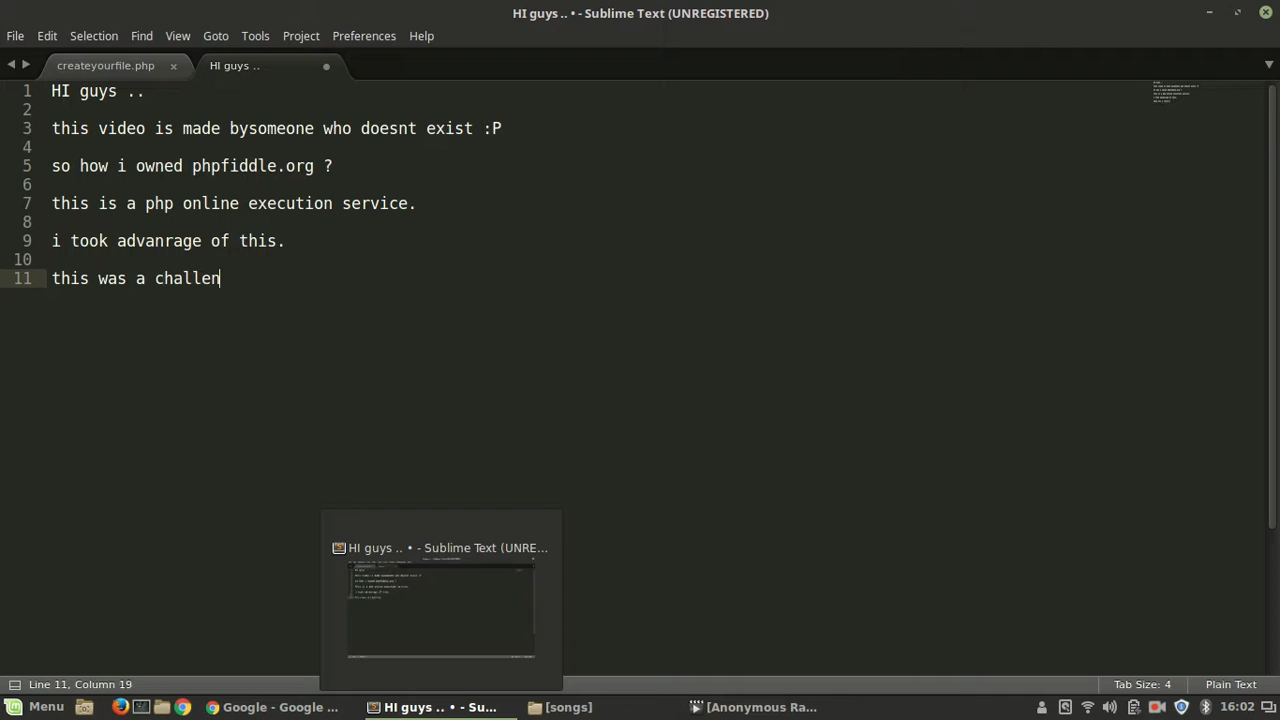 HI guys .. • - Sublime Text (UNREGISTERED)
File Edit Selection Find View Goto Tools Project Preferences Help
createyourfile.php HI guys ..
1 HI guys ..
2
3 this video is made bysomeone who doesnt exist :P
4
5 so how i owned phpfiddle.org ?
6
7 this is a php online execution service.
8
9 i took advanrage of this.
10
11 this was a challen
HI guys .. • - Sublime Text (UNRE...
Line 11, Column 19 Tab Size: 4 Plain Text
Menu Google - Google ... HI guys .. • - Su... [songs] [Anonymous Ra... 16:02